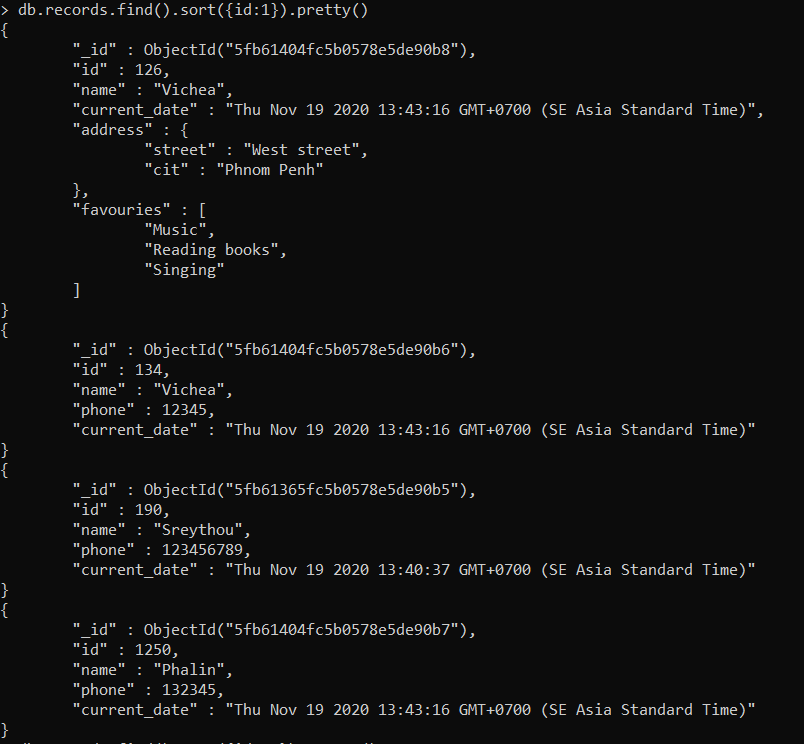 > db.records.find().sort({id:1}).pretty()
{
        "_id" : ObjectId("5fb61404fc5b0578e5de90b8"),
        "id" : 126,
        "name" : "Vichea",
        "current_date" : "Thu Nov 19 2020 13:43:16 GMT+0700 (SE Asia Standard Time)",
        "address" : {
                "street" : "West street",
                "cit" : "Phnom Penh"
        },
        "favouries" : [
                "Music",
                "Reading books",
                "Singing"
        ]
}
{
        "_id" : ObjectId("5fb61404fc5b0578e5de90b6"),
        "id" : 134,
        "name" : "Vichea",
        "phone" : 12345,
        "current_date" : "Thu Nov 19 2020 13:43:16 GMT+0700 (SE Asia Standard Time)"
}
{
        "_id" : ObjectId("5fb61365fc5b0578e5de90b5"),
        "id" : 190,
        "name" : "Sreythou",
        "phone" : 123456789,
        "current_date" : "Thu Nov 19 2020 13:40:37 GMT+0700 (SE Asia Standard Time)"
}
{
        "_id" : ObjectId("5fb61404fc5b0578e5de90b7"),
        "id" : 1250,
        "name" : "Phalin",
        "phone" : 132345,
        "current_date" : "Thu Nov 19 2020 13:43:16 GMT+0700 (SE Asia Standard Time)"
}